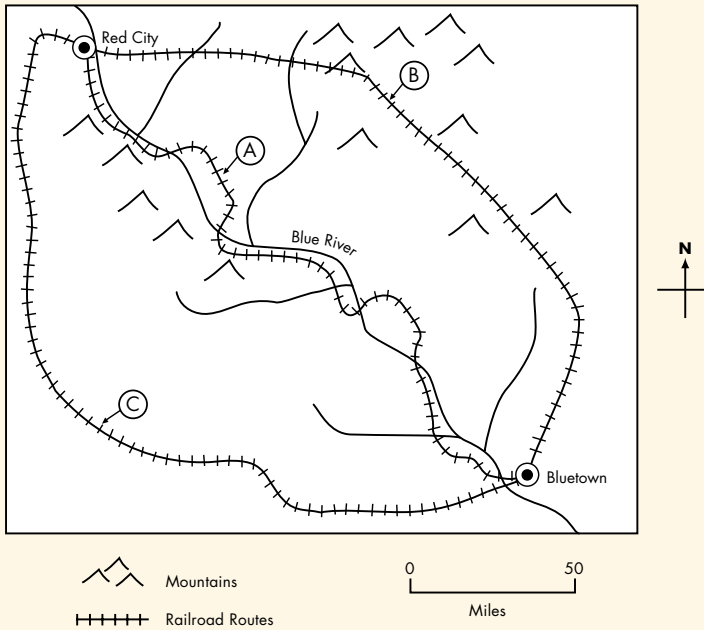 Red City
B
A
Blue River
N
C
Bluetown
Mountains
Railroad Routes
0 50
Miles